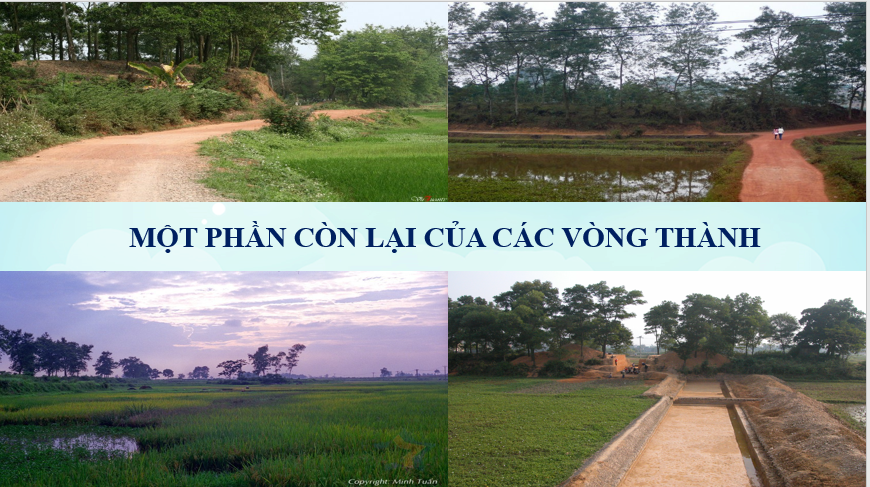 MỘT PHẦN CÒN LẠI CỦA CÁC VÒNG THÀNH
Copyright: Minh Tuấn